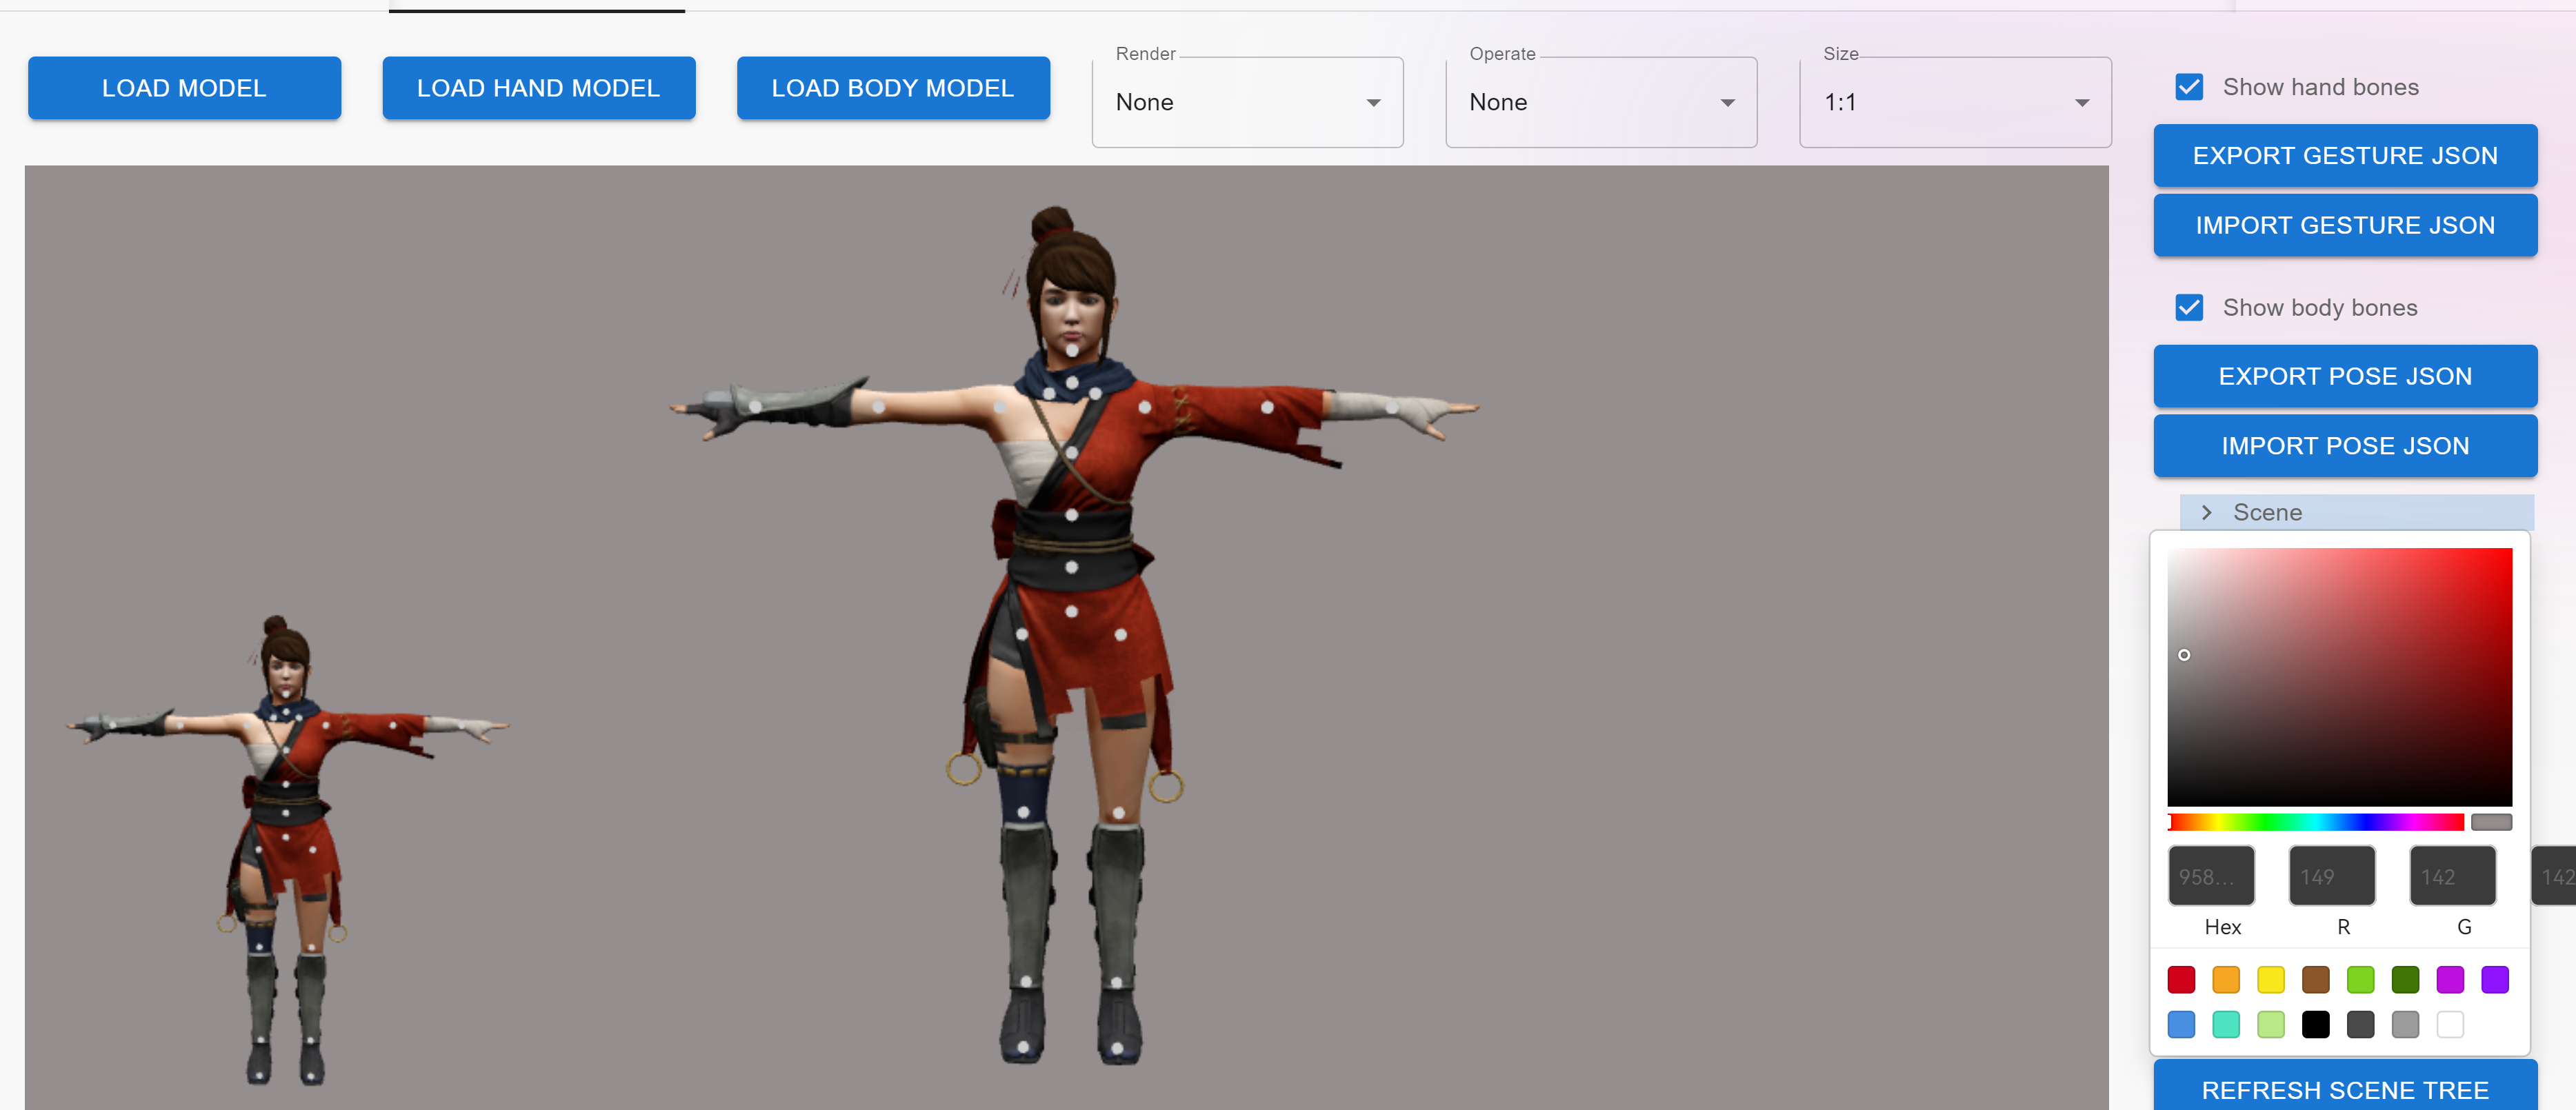 LOAD MODEL
LOAD HAND MODEL
LOAD BODY MODEL
Render
None
Operate
None
Size
1:1
Show hand bones
EXPORT GESTURE JSON
IMPORT GESTURE JSON
Show body bones
EXPORT POSE JSON
IMPORT POSE JSON
Scene
958...
149
142
142
Hex
R
G
REFRESH SCENE TREE